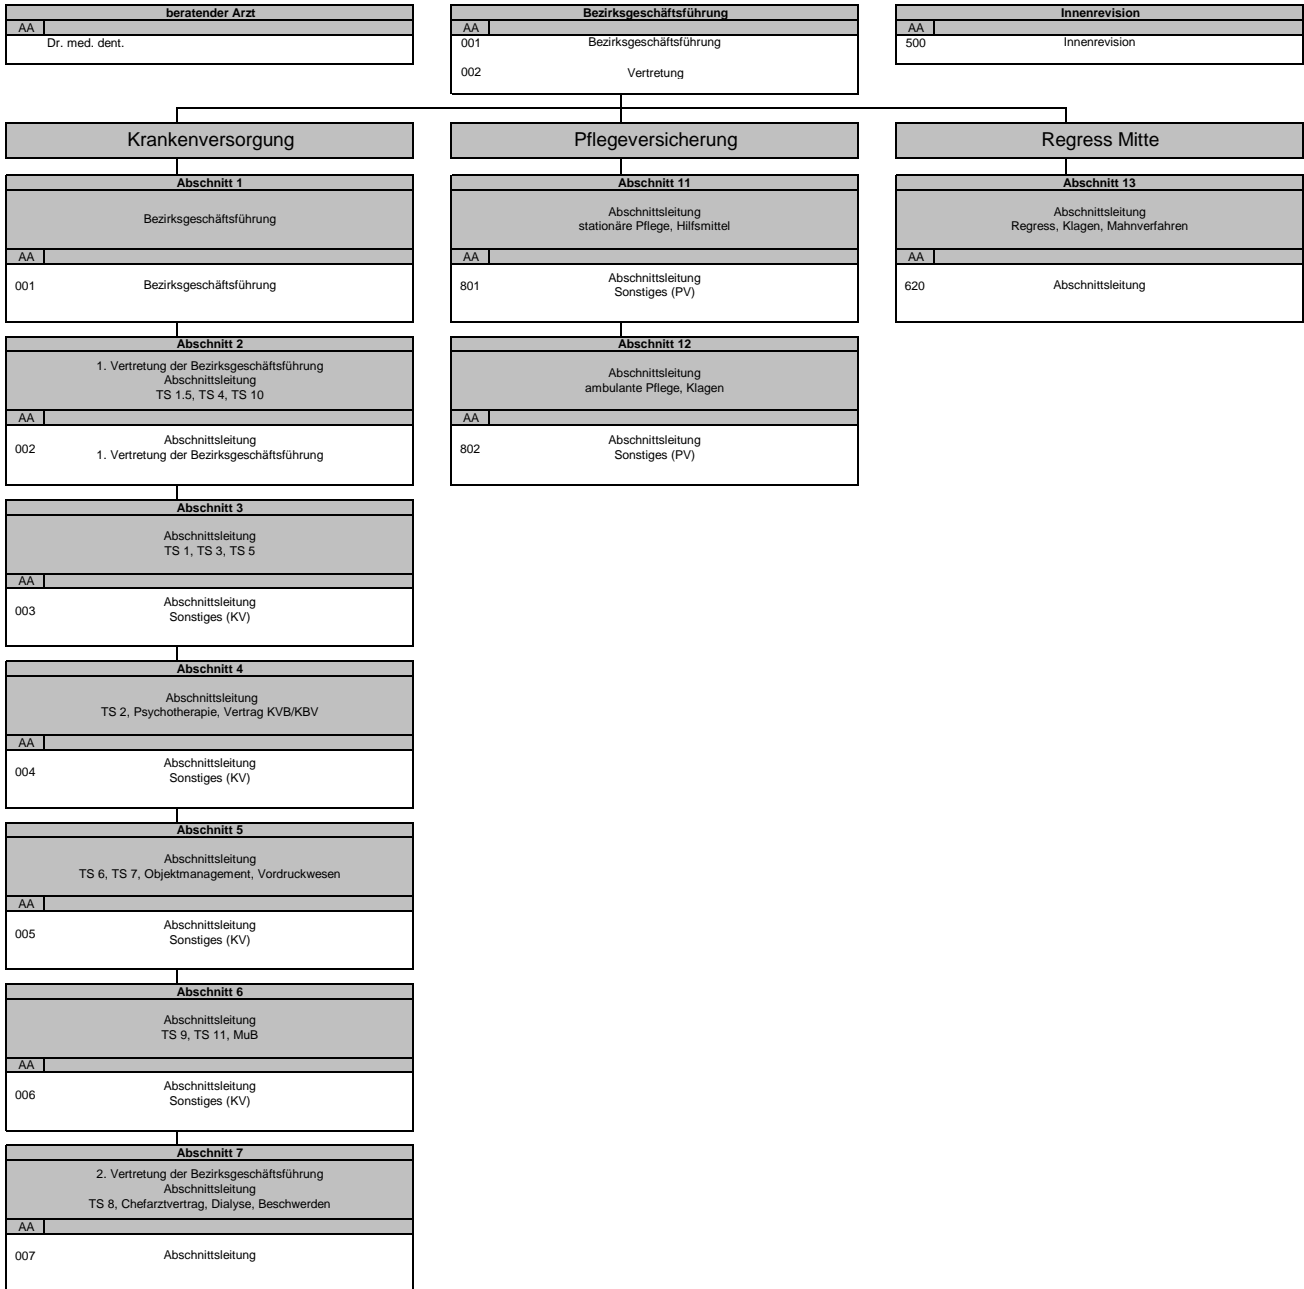 beratender Arzt
AA
Dr. med. dent.
Bezirksgeschäftsführung
AA
001 Bezirksgeschäftsführung
002 Vertretung
Innenrevision
AA
500 Innenrevision
Krankenversorgung
Abschnitt 1
Bezirksgeschäftsführung
AA
001 Bezirksgeschäftsführung
Abschnitt 2
1. Vertretung der Bezirksgeschäftsführung
Abschnittsleitung
TS 1.5, TS 4, TS 10
AA
Abschnittsleitung
002
1. Vertretung der Bezirksgeschäftsführung
Abschnitt 3
Abschnittsleitung
TS 1, TS 3, TS 5
AA
Abschnittsleitung
003
Sonstiges (KV)
Abschnitt 4
Abschnittsleitung
TS 2, Psychotherapie, Vertrag KVB/KBV
AA
Abschnittsleitung
004
Sonstiges (KV)
Abschnitt 5
Abschnittsleitung
TS 6, TS 7, Objektmanagement, Vordruckwesen
AA
Abschnittsleitung
005
Sonstiges (KV)
Abschnitt 6
Abschnittsleitung
TS 9, TS 11, MuB
AA
Abschnittsleitung
006
Sonstiges (KV)
Abschnitt 7
2. Vertretung der Bezirksgeschäftsführung
Abschnittsleitung
TS 8, Chefarztvertrag, Dialyse, Beschwerden
AA
007 Abschnittsleitung
Pflegeversicherung
Abschnitt 11
Abschnittsleitung
stationäre Pflege, Hilfsmittel
AA
Abschnittsleitung
801
Sonstiges (PV)
Abschnitt 12
Abschnittsleitung
ambulante Pflege, Klagen
AA
Abschnittsleitung
802
Sonstiges (PV)
Regress Mitte
Abschnitt 13
Abschnittsleitung
Regress, Klagen, Mahnverfahren
AA
620 Abschnittsleitung